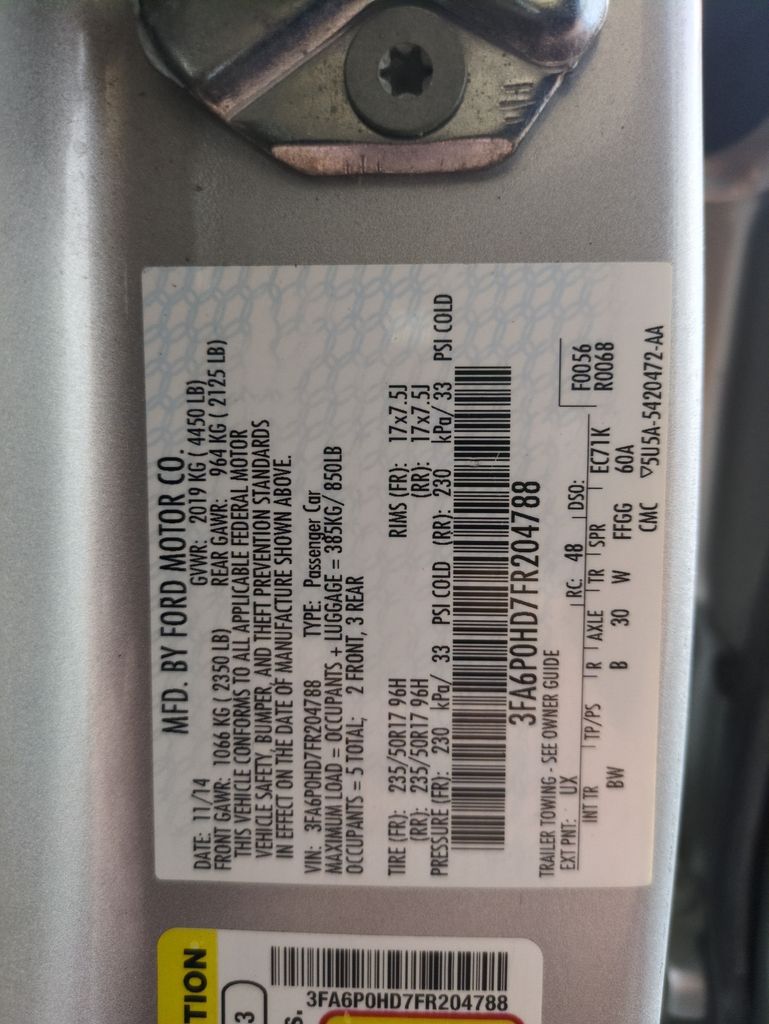 MFD. BY FORD MOTOR CO.
DATE: 11/14 GVWR: 2019 KG ( 4450 LB)
FRONT GAWR: 1066 KG ( 2350 LB) REAR GAWR: 964 KG ( 2125 LB)
THIS VEHICLE CONFORMS TO ALL APPLICABLE FEDERAL MOTOR
VEHICLE SAFETY, BUMPER, AND THEFT PREVENTION STANDARDS
IN EFFECT ON THE DATE OF MANUFACTURE SHOWN ABOVE.
VIN: 3FA6P0HD7FR204788 TYPE: Passenger Car
MAXIMUM LOAD = OCCUPANTS + LUGGAGE = 385KG/ 850LB
OCCUPANTS = 5 TOTAL; 2 FRONT, 3 REAR
TIRE (FR): 235/50R17 96H RIMS (FR): 17x7.5J
(RR): 235/50R17 96H (RR): 17x7.5J
PRESSURE (FR): 230 kPa/ 33 PSI COLD (RR): 230 kPa/ 33 PSI COLD
3FA6P0HD7FR204788
TRAILER TOWING - SEE OWNER GUIDE F0056
R0068
EXT PNT: UX RC: 48 DSO:
INT TR TP/PS R AXLE TR SPR EC71K
BW B 30 W FFGG 60A
CMC ▽5U5A-5420472-AA
TION
3
S.
3FA6P0HD7FR204788